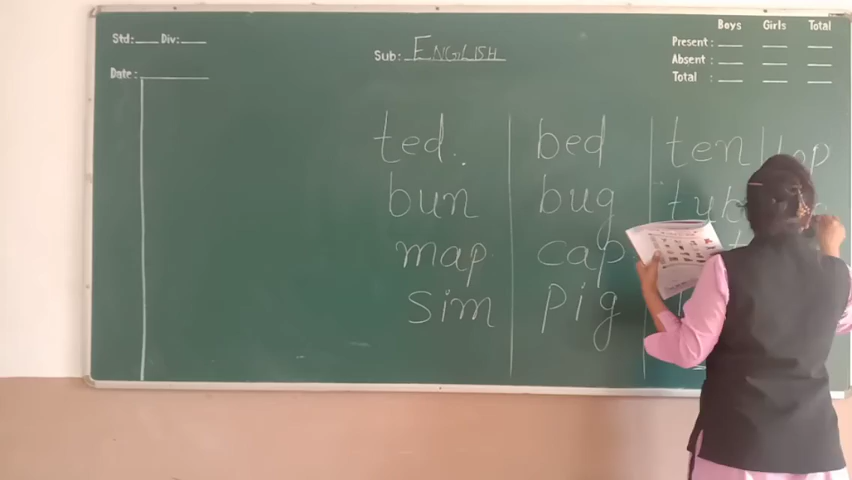 Std: Div:
Date:
Sub: ENGLISH
Boys Girls Total
Present:
Absent:
Total :
ted. bed ten
bun bug
map cap
sim pig